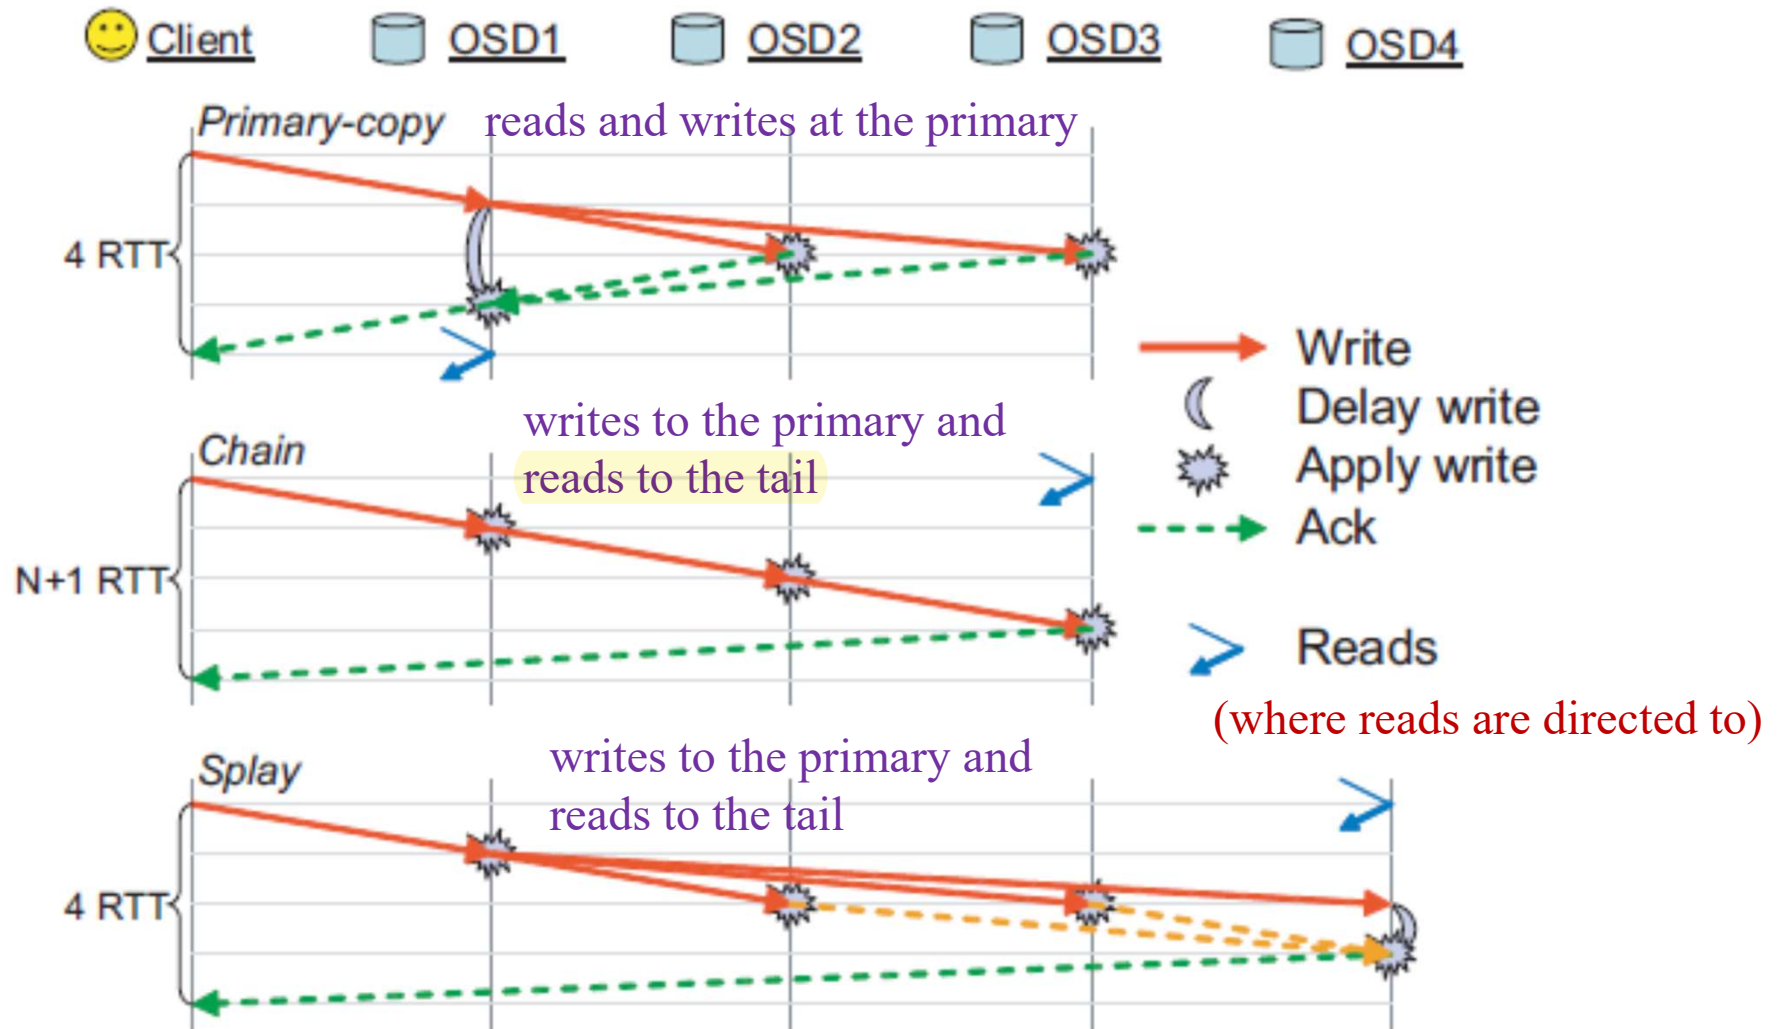 Client OSD1 OSD2 OSD3 OSD4
Primary-copy reads and writes at the primary
4 RTT
Write
Delay write
writes to the primary and
Chain
reads to the tail
Apply write
Ack
N+1 RTT
Reads
(where reads are directed to)
writes to the primary and
Splay
reads to the tail
4 RTT